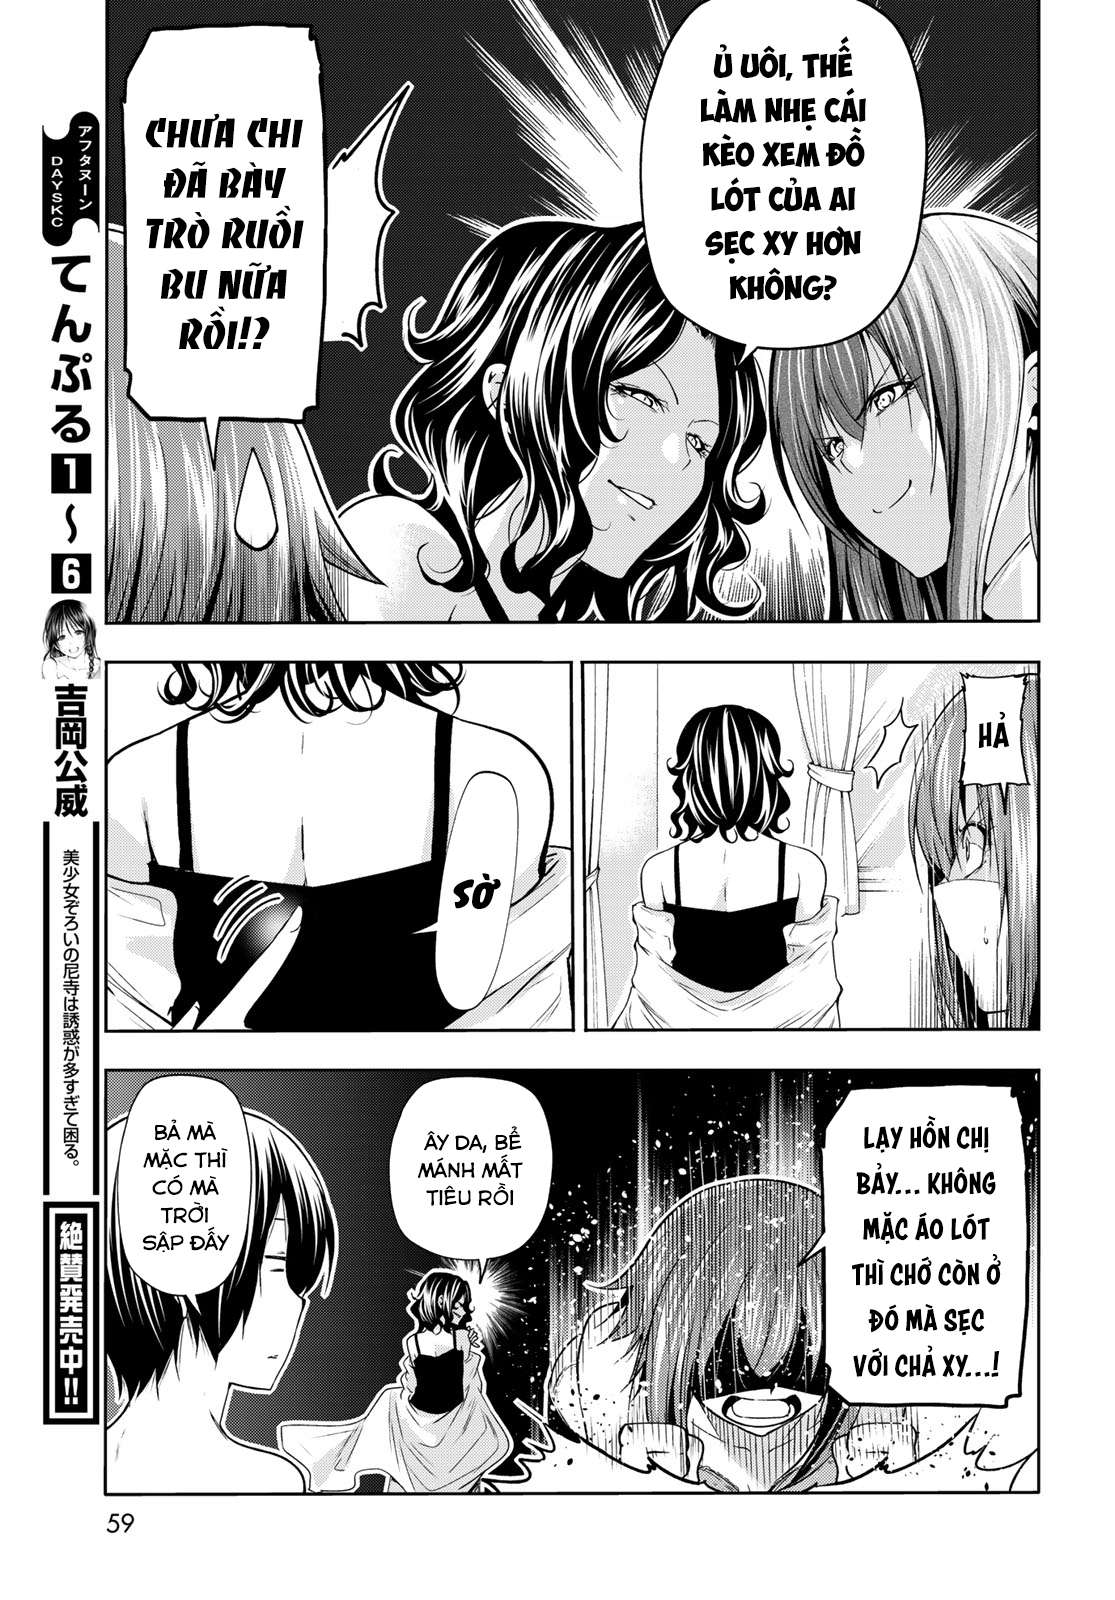 Ủ UÔI, THẾ
LÀM NHẸ CÁI
KÈO XEM ĐỒ
LÓT CỦA AI
SẸC XY HƠN
KHÔNG?
CHƯA CHI
ĐÃ BÀY
TRÒ RUỒI
BU NỮA
RỒI!?
HẢ
SỜ
LẠY HỒN CHỊ
BẢY... KHÔNG
MẶC ÁO LÓT
THÌ CHỚ CÒN Ở
ĐÓ MÀ SẸC
VỚI CHẢ XY...!
ÂY DA, BỂ
MÁNH MẤT
TIÊU RỒI
BẢ MÀ
MẶC THÌ
CÓ MÀ
TRỜI
SẬP ĐẤY
アフタヌーン
DAYSKC
てんぷる 1～6
吉岡公威
美少女ぞろいの尼寺は誘惑が多すぎて困る。
絶賛発売中!!
59